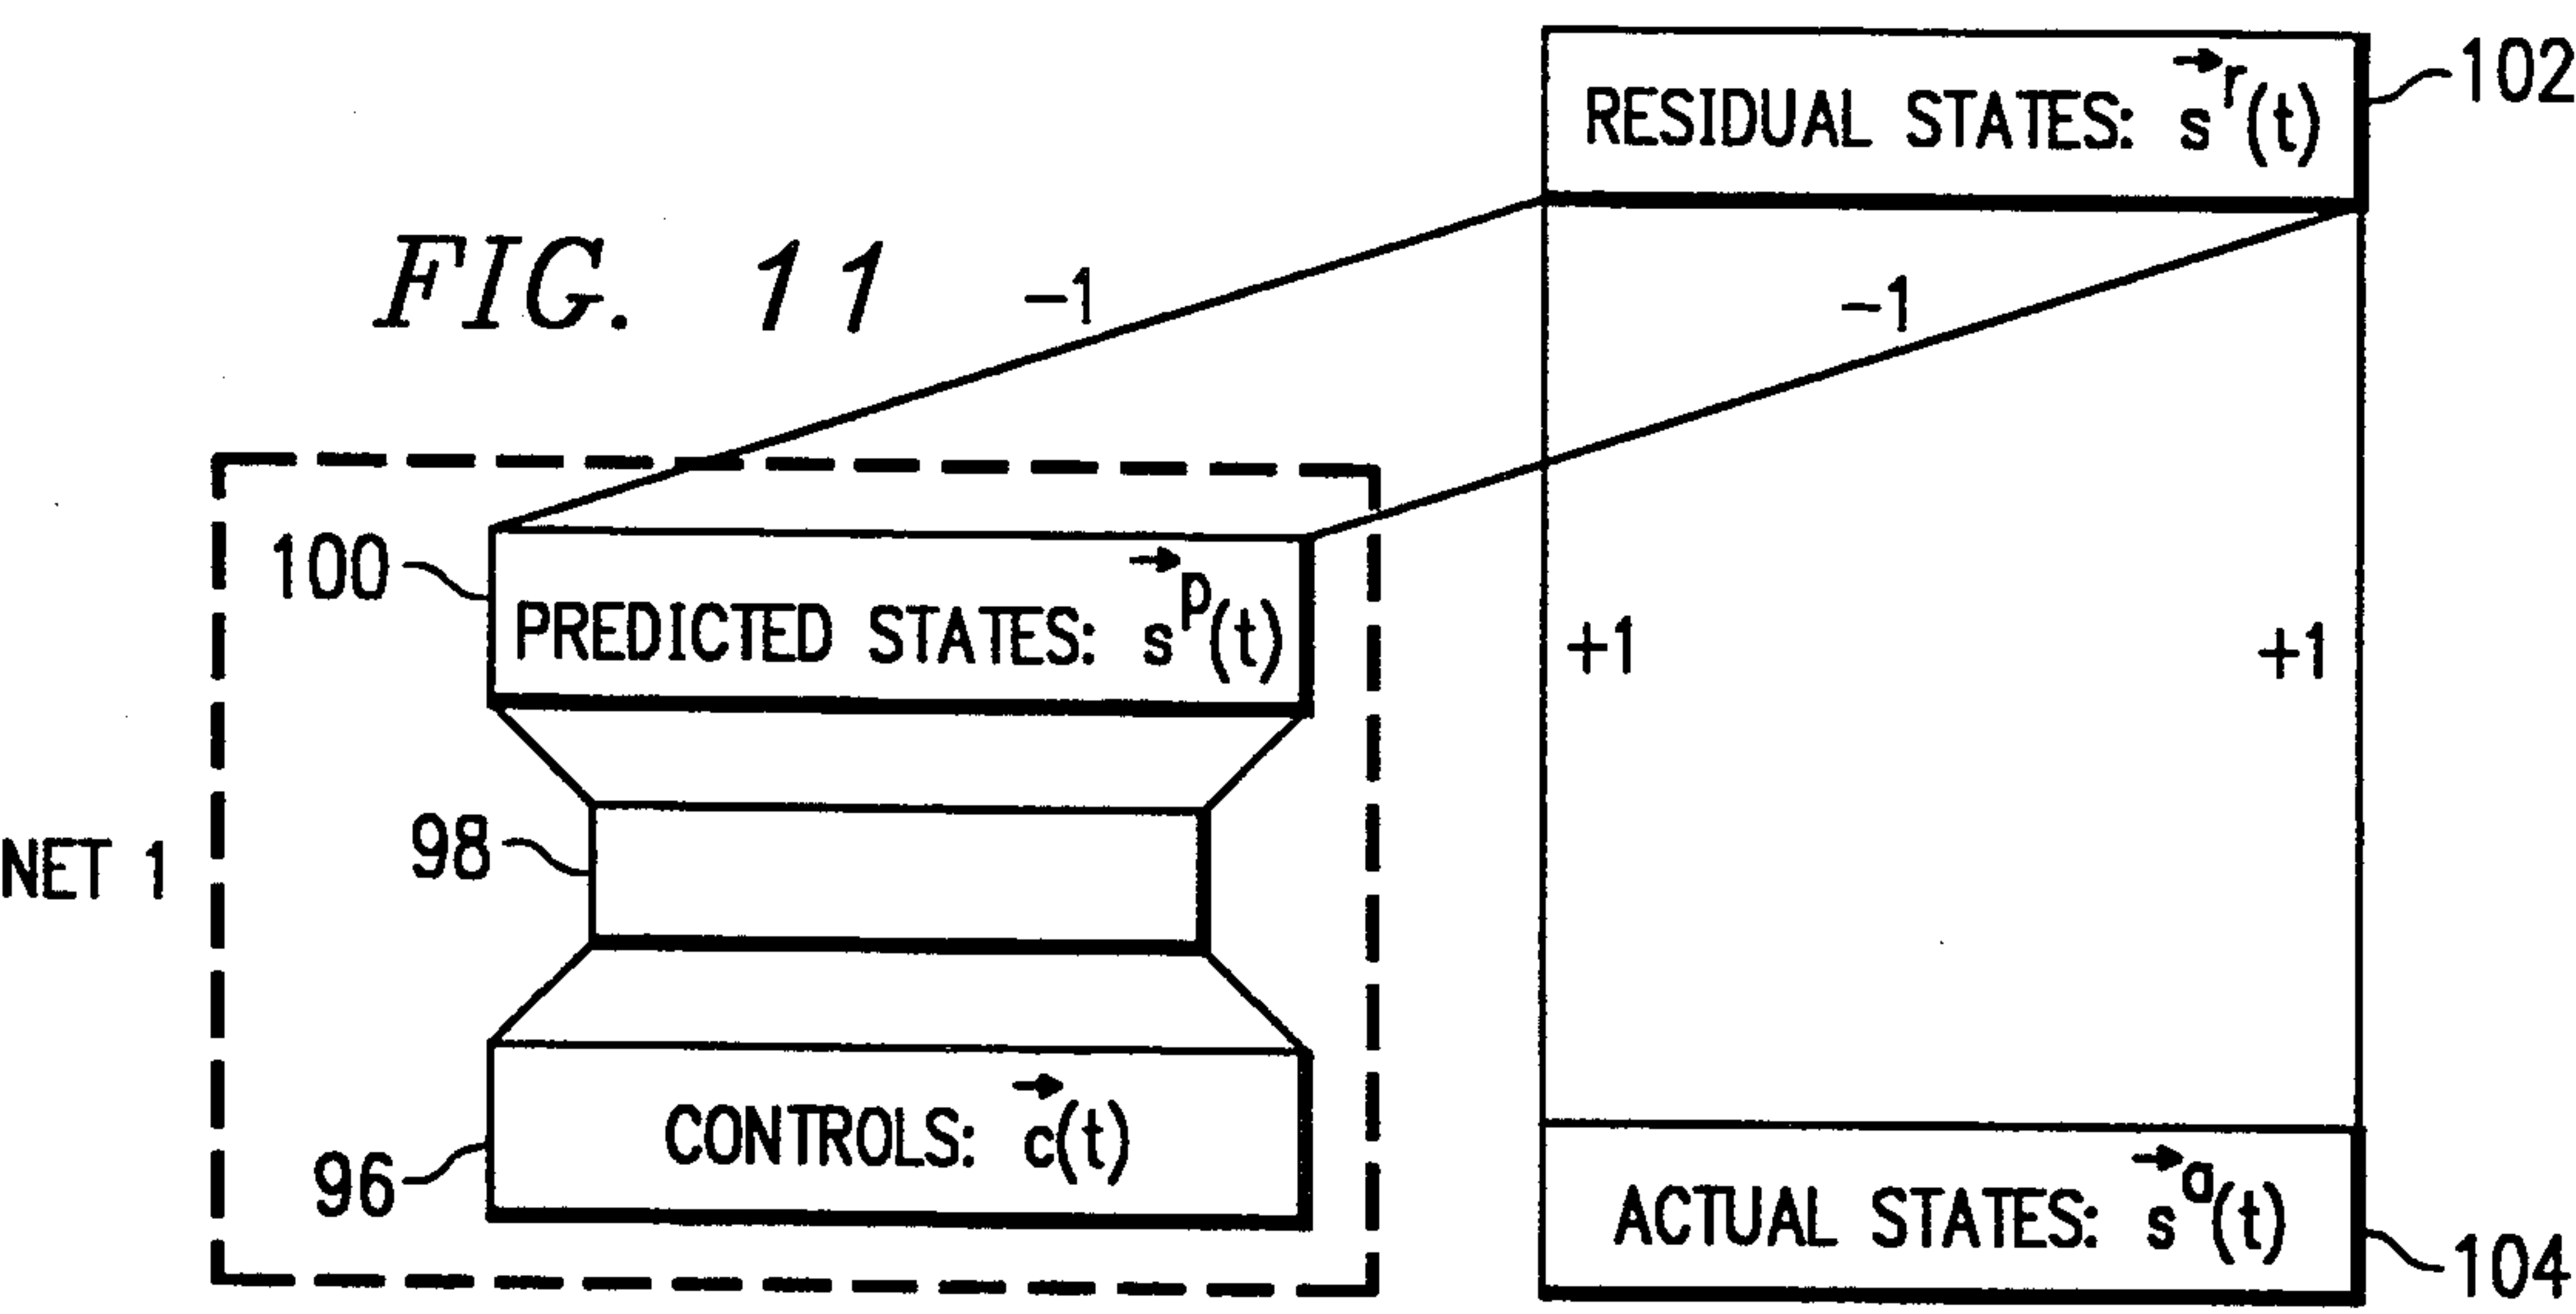 102
RESIDUAL STATES: s⃗ʳ(t)
FIG. 11
-1
-1
100
PREDICTED STATES: s⃗ᵖ(t)
+1
+1
98
NET 1
CONTROLS: c⃗(t)
96
ACTUAL STATES: s⃗ᵃ(t)
104